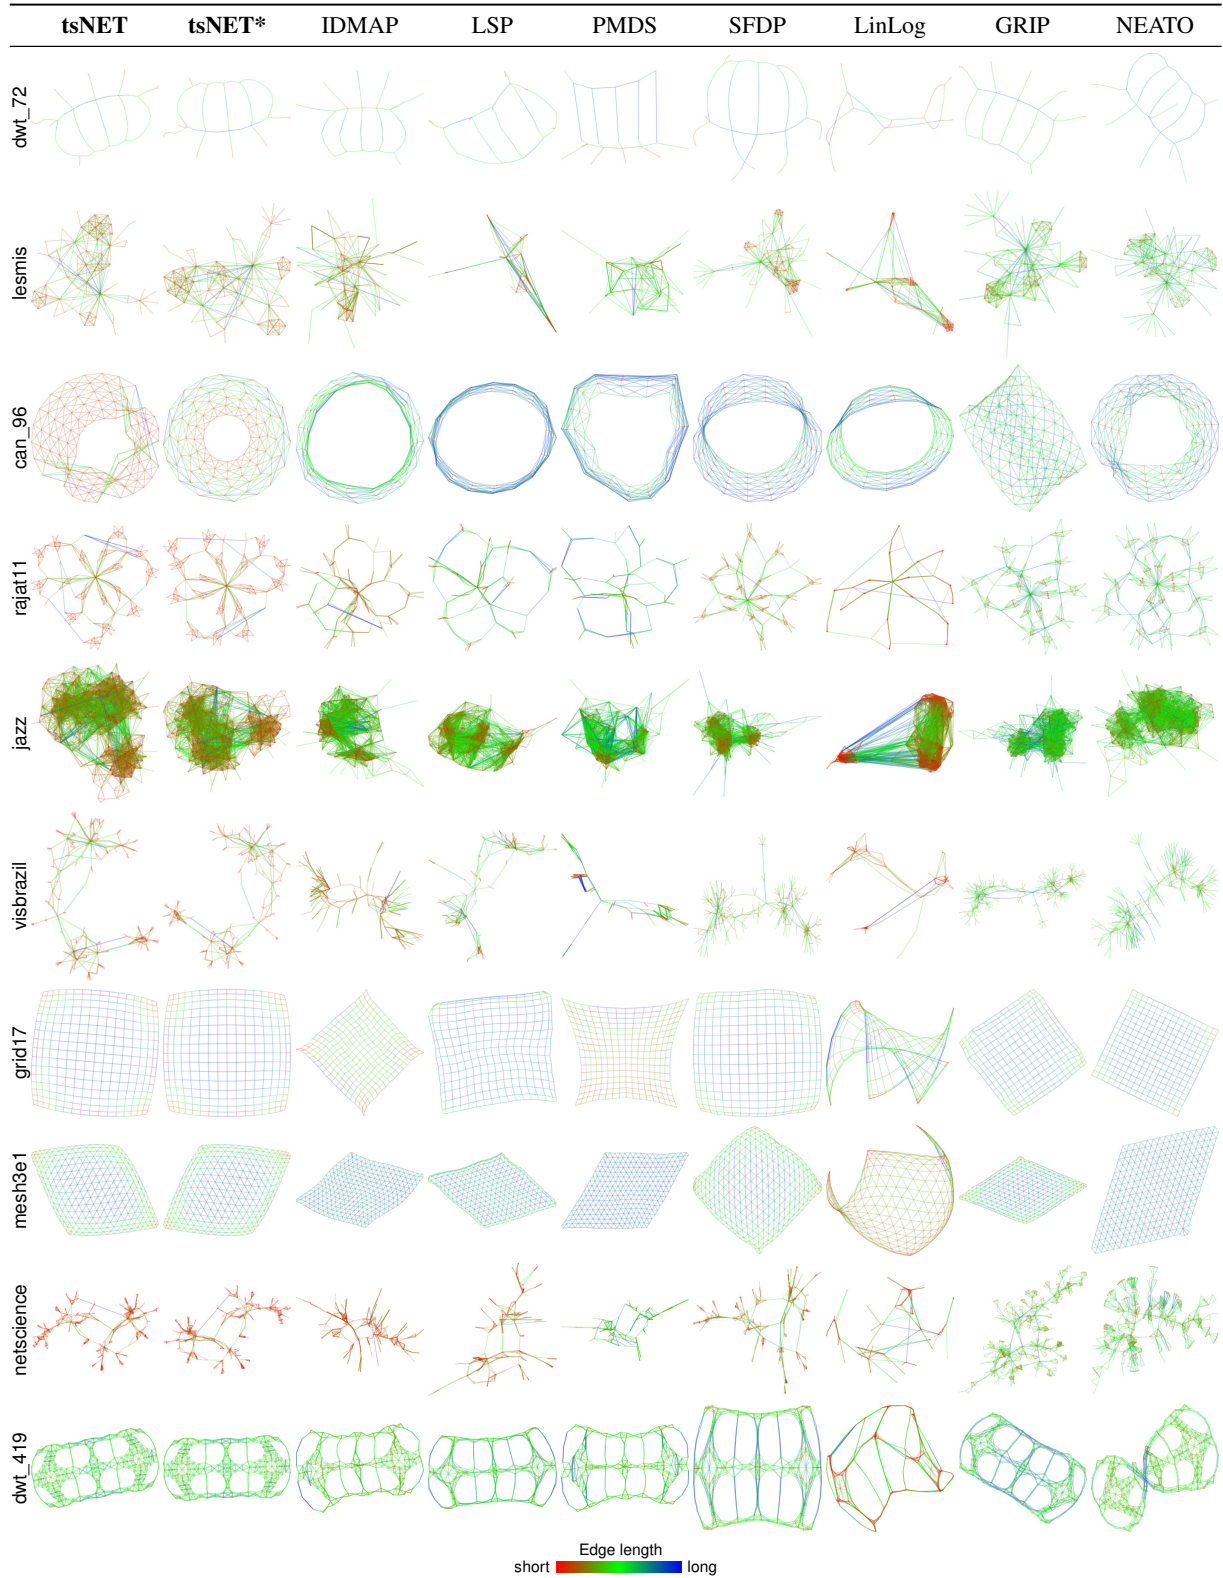 tsNET tsNET* IDMAP LSP PMDS SFDP LinLog GRIP NEATO
dwt_72
lesmis
can_96
rajat11
jazz
visbrazil
grid17
mesh3e1
netscience
dwt_419
Edge length
short long